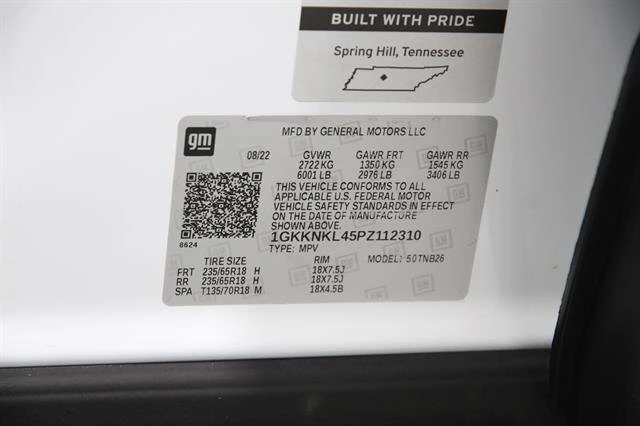 BUILT WITH PRIDE
Spring Hill, Tennessee
gm
MFD BY GENERAL MOTORS LLC
08/22 GVWR GAWR FRT GAWR RR
2722 KG 1350 KG 1545 KG
6001 LB 2976 LB 3406 LB
THIS VEHICLE CONFORMS TO ALL
APPLICABLE U.S. FEDERAL MOTOR
VEHICLE SAFETY STANDARDS IN EFFECT
ON THE DATE OF MANUFACTURE
SHOWN ABOVE.
8624
1GKKNKL45PZ112310
TYPE: MPV
TIRE SIZE RIM MODEL: 50TNB26
FRT 235/65R18 H 18X7.5J
RR 235/65R18 H 18X7.5J
SPA T135/70R18 M 18X4.5B